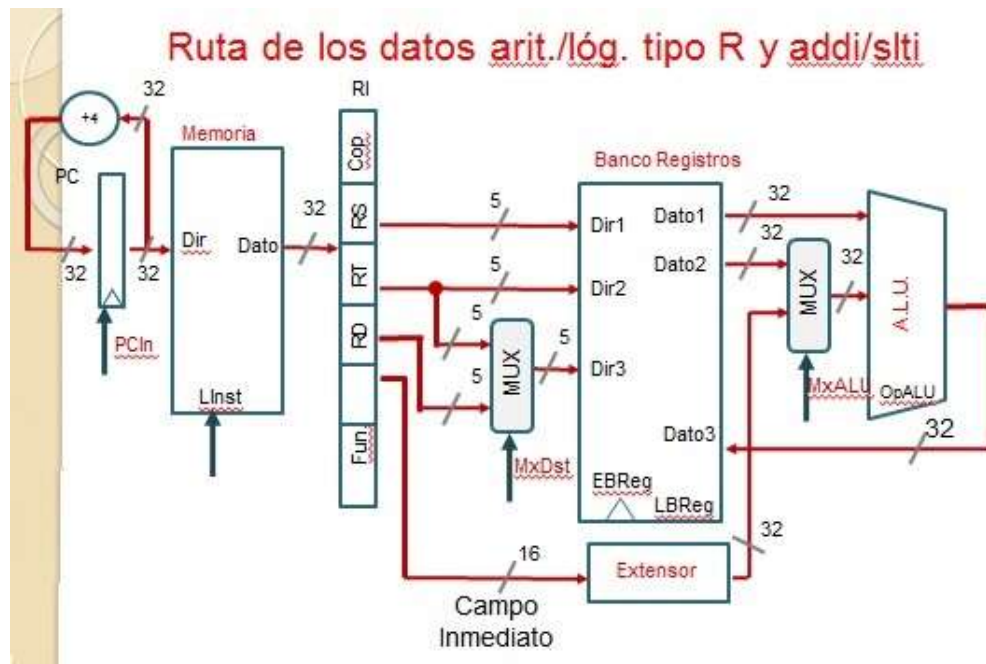 Ruta de los datos arit./lóg. tipo R y addi/slti
32
+4
PC
32
32
PCIn
Memoria
Dir
Dato
LInst
32
RI
Cop
RS
RT
RD
Fun
5
5
5
5
MUX
5
MxDst
Banco Registros
Dir1
Dir2
Dir3
Dato1
Dato2
Dato3
EBReg
LBReg
32
32
MUX
32
MxALU
A.L.U.
OpALU
32
32
16
Extensor
Campo
Inmediato